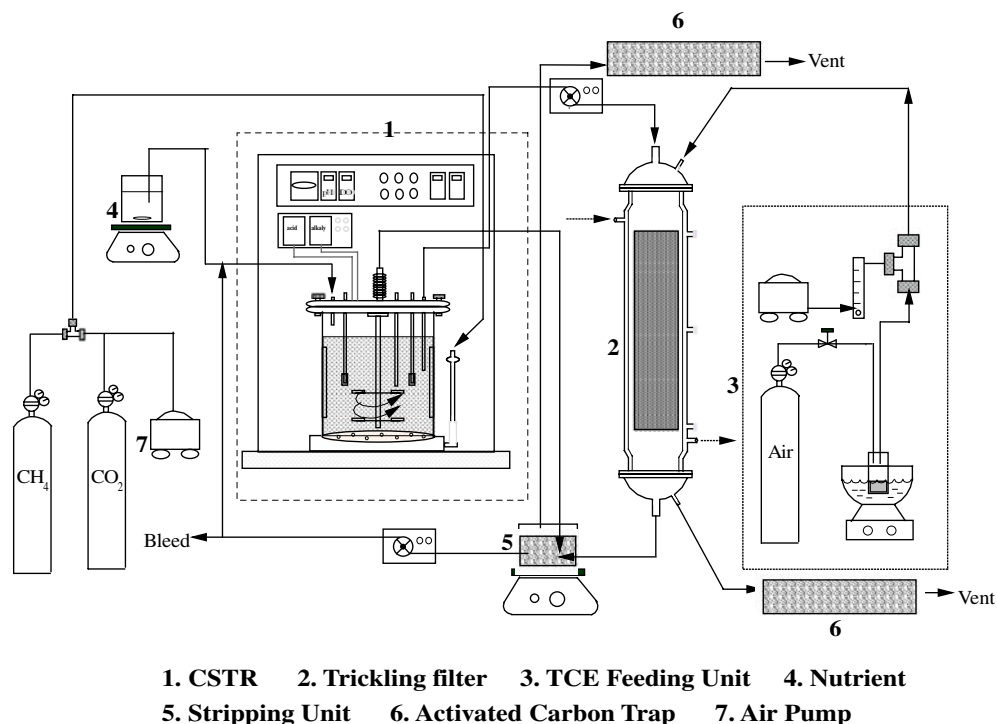 6
Vent
1
pH
DO
4
acid
alkaly
2
3
7
CH4
CO2
Air
Bleed
5
Vent
6
1. CSTR 2. Trickling filter 3. TCE Feeding Unit 4. Nutrient
5. Stripping Unit 6. Activated Carbon Trap 7. Air Pump